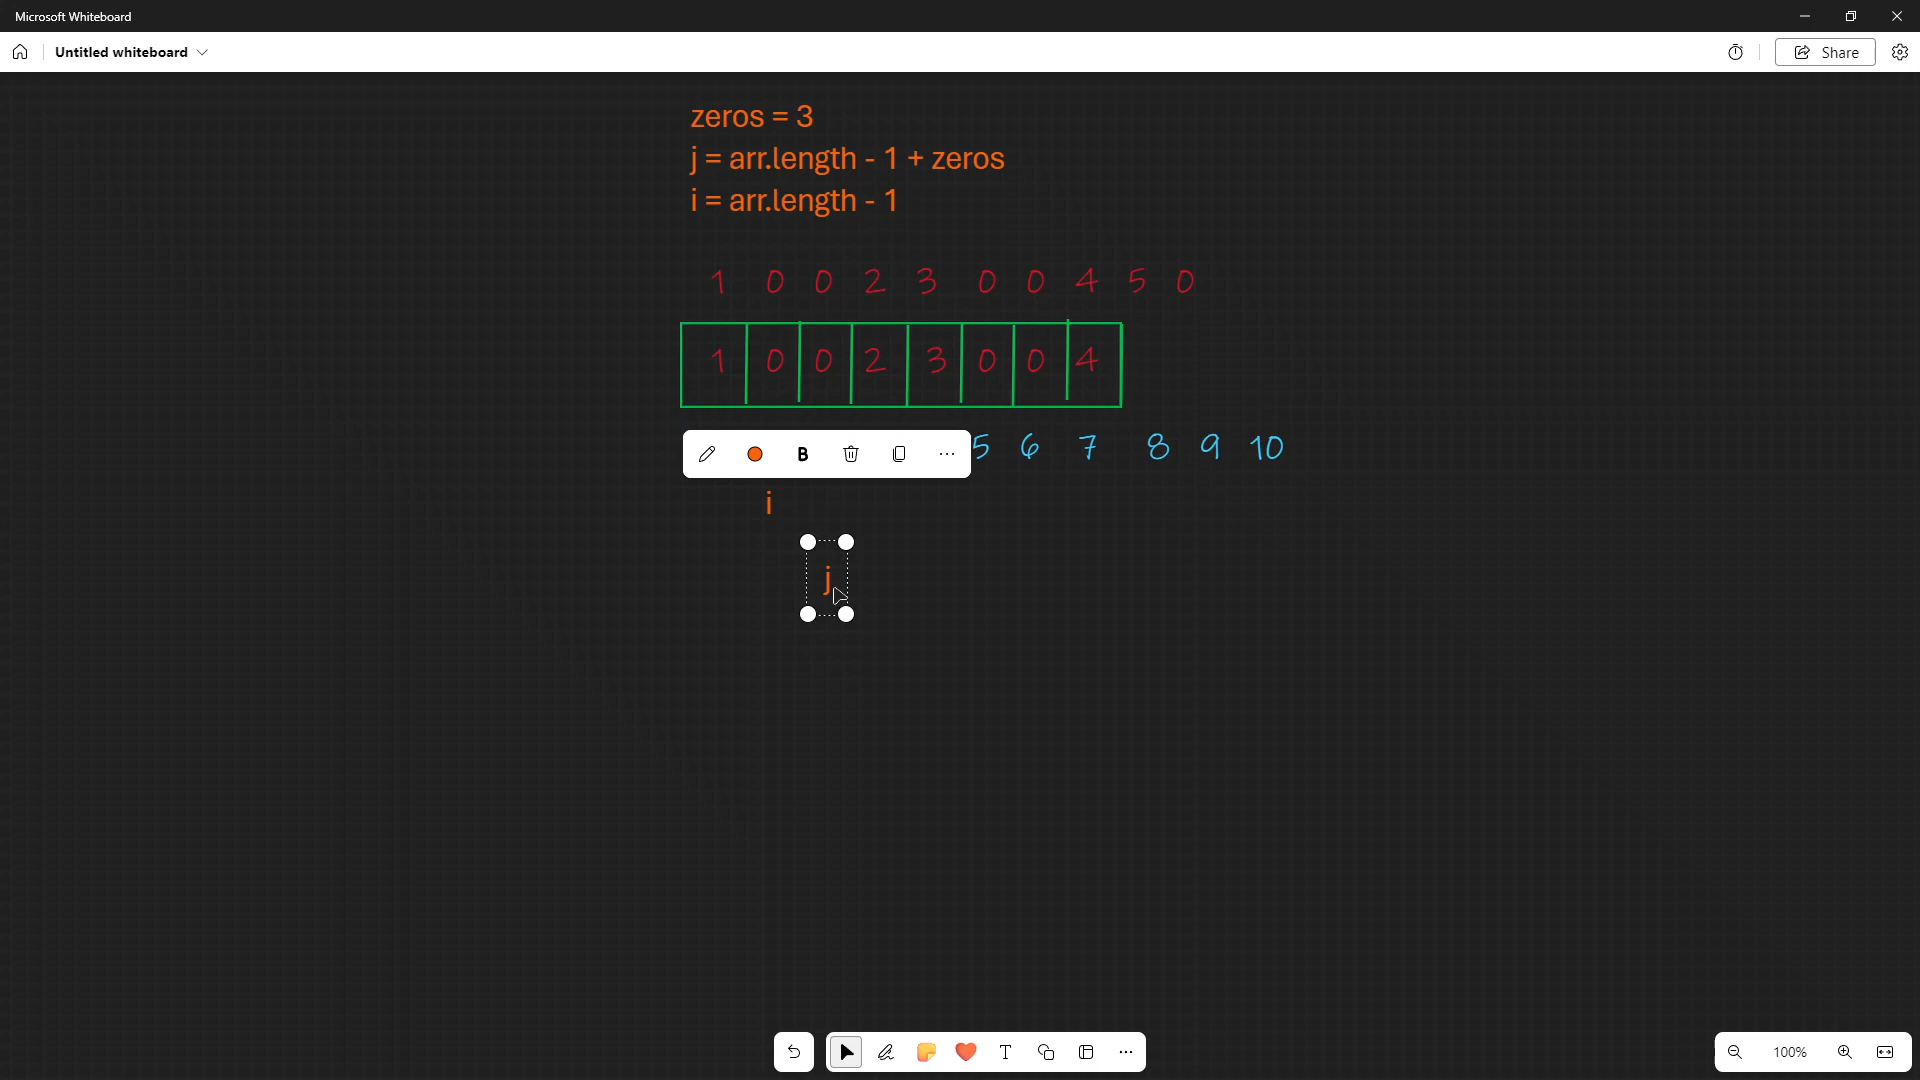 Microsoft Whiteboard
Untitled whiteboard
Share
zeros = 3
j = arr.length - 1 + zeros
i = arr.length - 1
1 0 0 2 3 0 0 4 5 0
1 0 0 2 3 0 0 4
B
5 6 7 8 9 10
i
j
T
100%